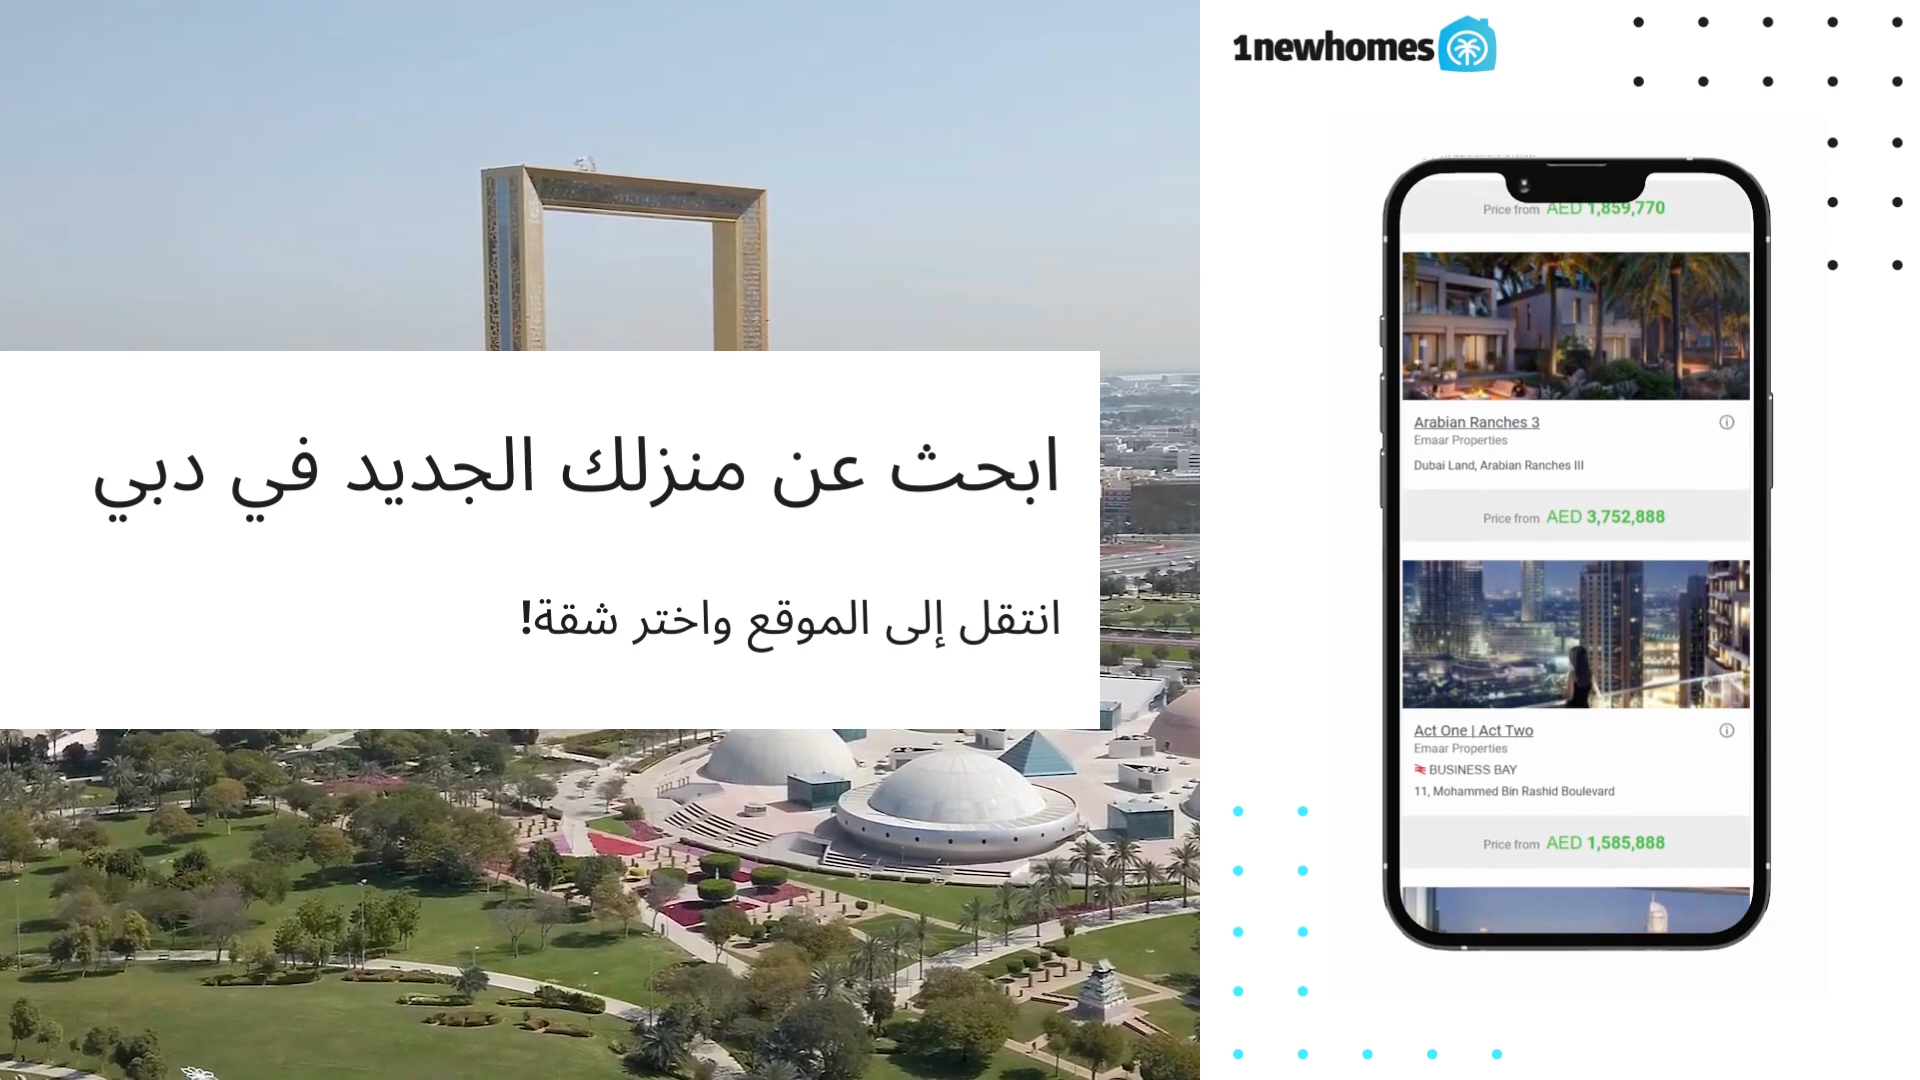 1newhomes
ابحث عن منزلك الجديد في دبي
انتقل إلى الموقع واختر شقة!
Price from AED 1,859,770
Arabian Ranches 3
Emaar Properties
Dubai Land, Arabian Ranches III
Price from AED 3,752,888
Act One | Act Two
Emaar Properties
BUSINESS BAY
11, Mohammed Bin Rashid Boulevard
Price from AED 1,585,888